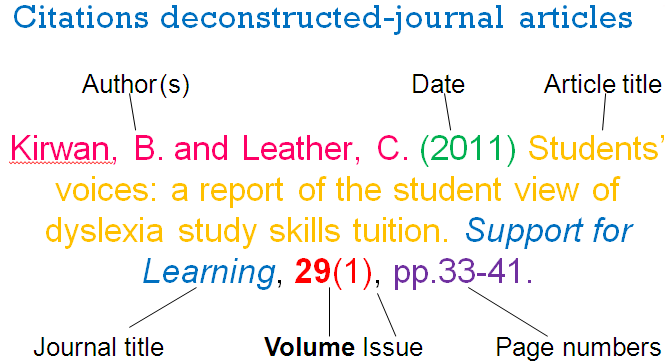 Citations deconstructed-journal articles
Author(s) Date Article title
Kirwan, B. and Leather, C. (2011) Students’
voices: a report of the student view of
dyslexia study skills tuition. Support for
Learning, 29(1), pp.33-41.
Journal title Volume Issue Page numbers